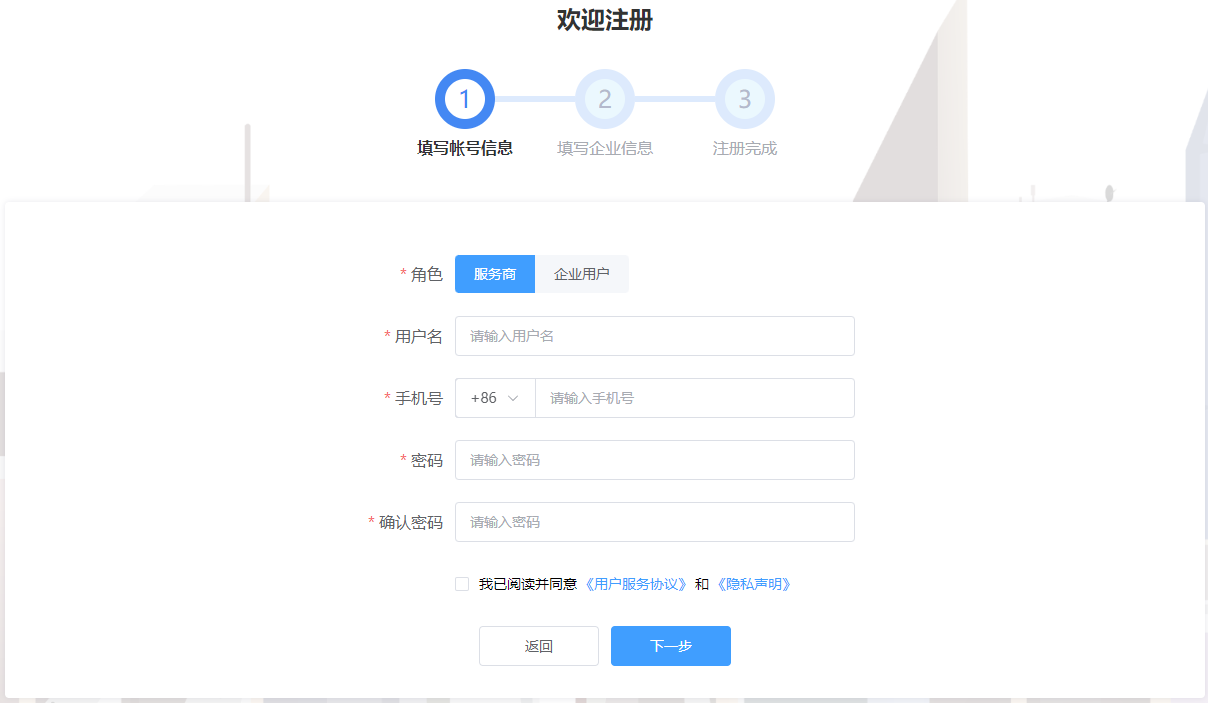 欢迎注册
1 2 3
填写帐号信息 填写企业信息 注册完成
* 角色 服务商 企业用户
* 用户名 请输入用户名
* 手机号 +86 请输入手机号
* 密码 请输入密码
* 确认密码 请输入密码
我已阅读并同意《用户服务协议》和《隐私声明》
返回 下一步